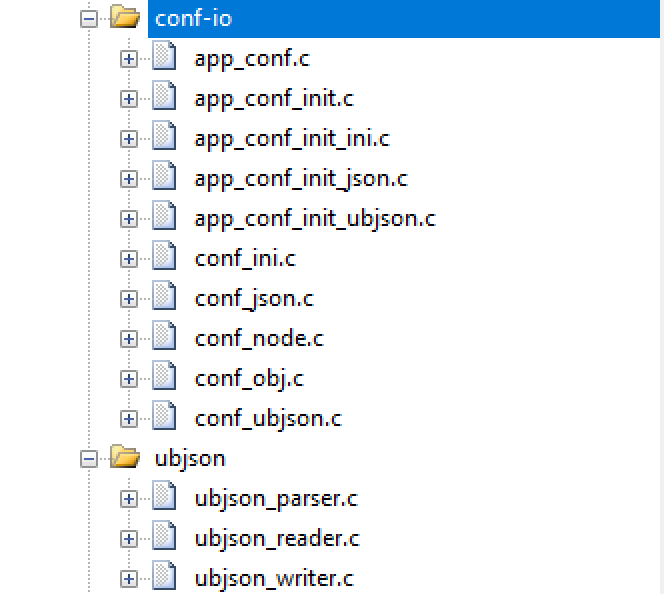 conf-io
app_conf.c
app_conf_init.c
app_conf_init_ini.c
app_conf_init_json.c
app_conf_init_ubjson.c
conf_ini.c
conf_json.c
conf_node.c
conf_obj.c
conf_ubjson.c
ubjson
ubjson_parser.c
ubjson_reader.c
ubjson_writer.c